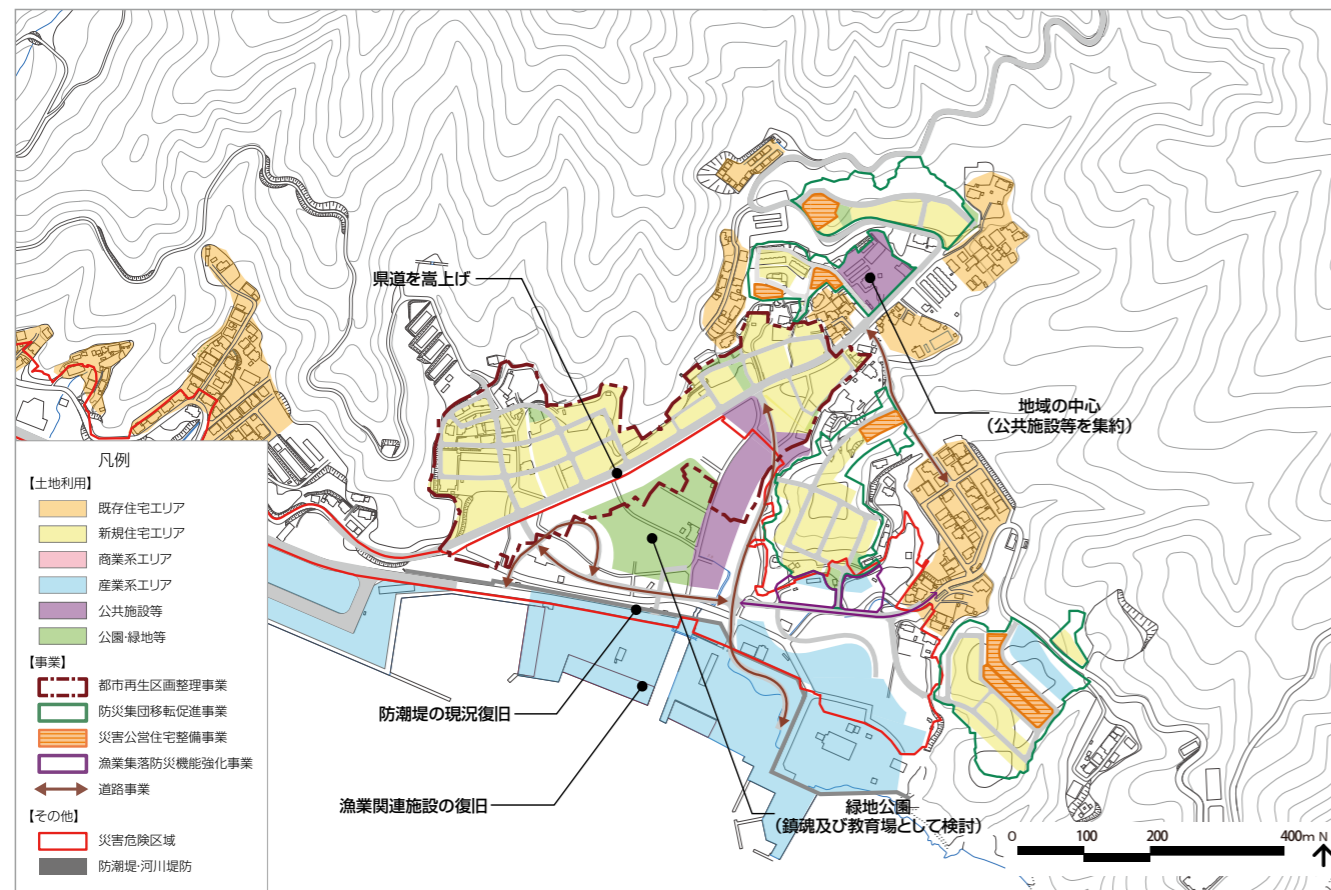 県道を嵩上げ
地域の中心
(公共施設等を集約)
防潮堤の現況復旧
漁業関連施設の復旧
緑地公園
(鎮魂及び教育場として検討)
凡例
【土地利用】
既存住宅エリア
新規住宅エリア
商業系エリア
産業系エリア
公共施設等
公園・緑地等
【事業】
都市再生区画整理事業
防災集団移転促進事業
災害公営住宅整備事業
漁業集落防災機能強化事業
道路事業
【その他】
災害危険区域
防潮堤・河川堤防
0 100 200 400m N